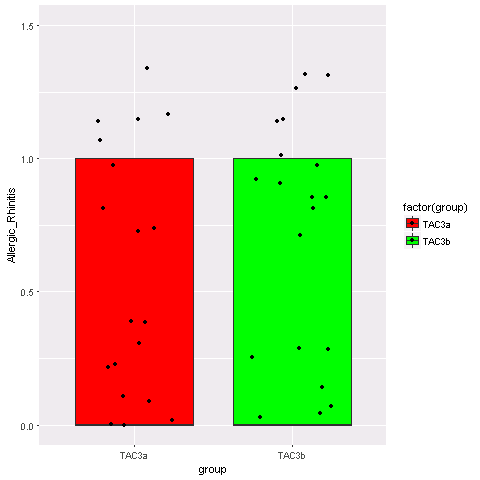 1.5
1.0
0.5
0.0
Allergic_Rhinitis
TAC3a
TAC3b
group
factor(group)
TAC3a
TAC3b